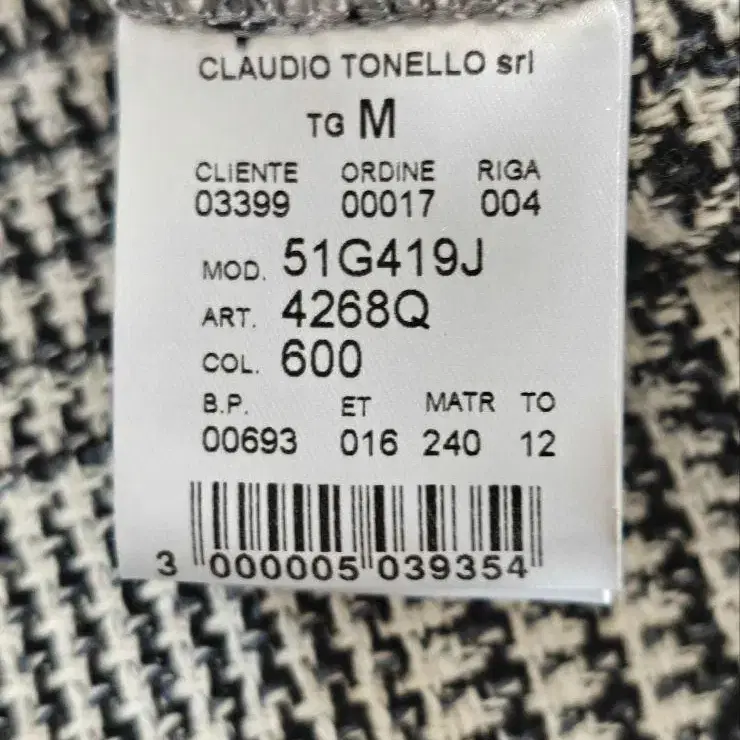 CLAUDIO TONELLO srl
TG M
CLIENTE ORDINE RIGA
03399 00017 004
MOD. 51G419J
ART. 4268Q
COL. 600
B.P. ET MATR TO
00693 016 240 12
3 000005 039354